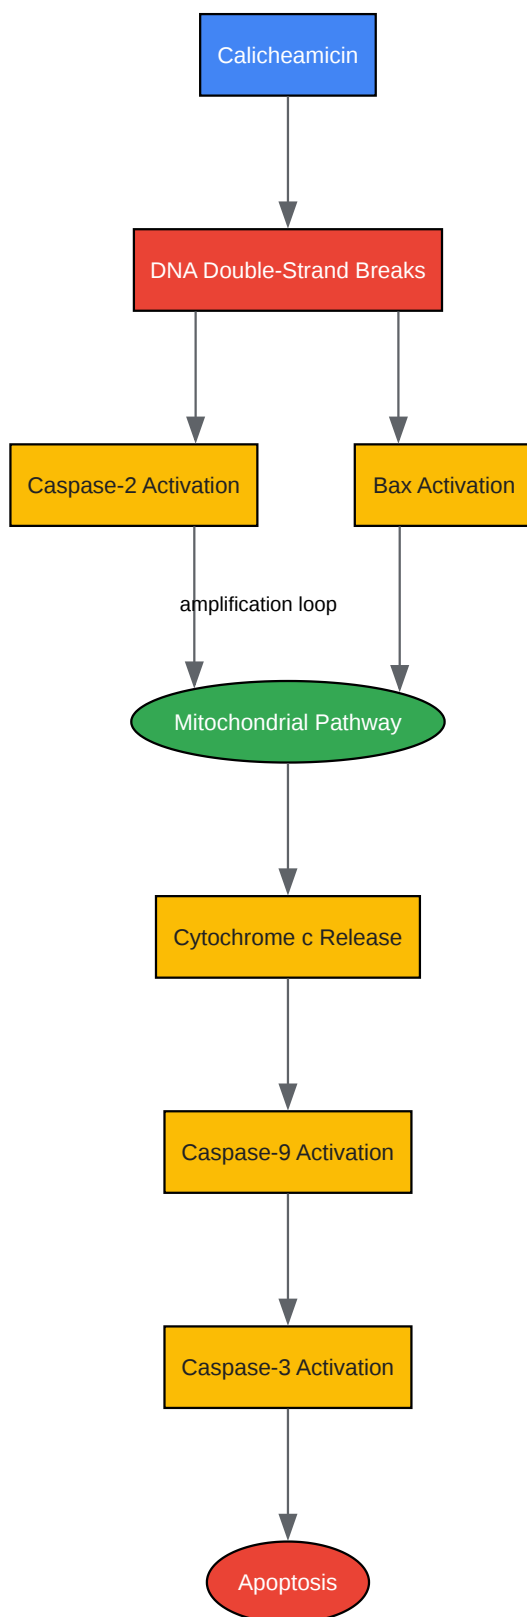 Calicheamicin
DNA Double-Strand Breaks
Caspase-2 Activation
Bax Activation
amplification loop
Mitochondrial Pathway
Cytochrome c Release
Caspase-9 Activation
Caspase-3 Activation
Apoptosis